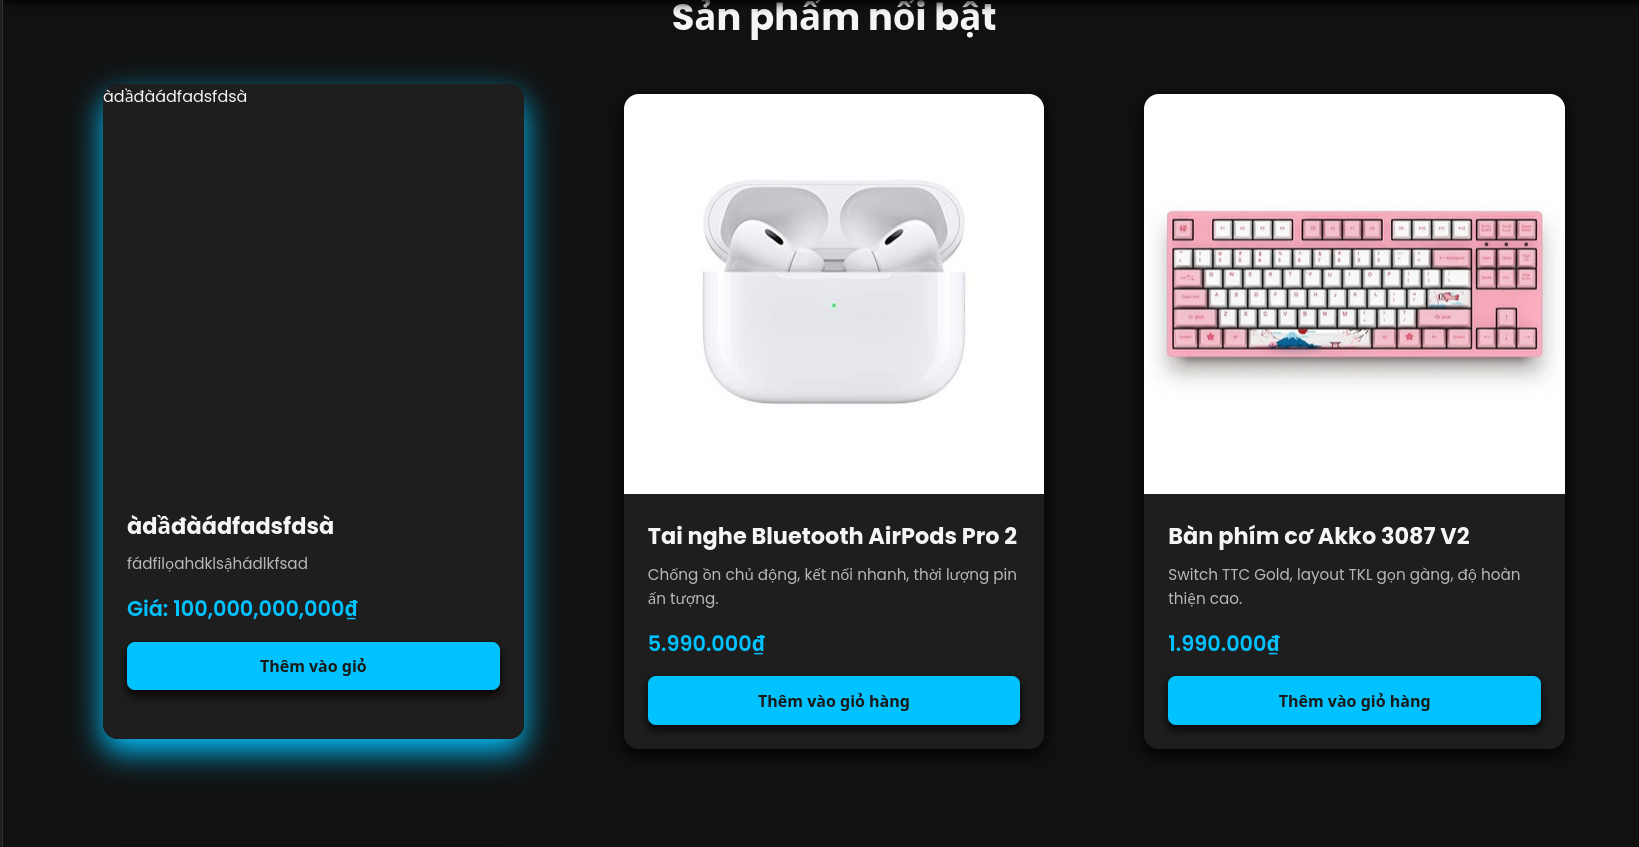 Sản phẩm nổi bật
àdầđàádfadsfdsà
àdầđàádfadsfdsà
fádfilọahdklsậhádlkfsad
Giá: 100,000,000,000₫
Thêm vào giỏ
Tai nghe Bluetooth AirPods Pro 2
Chống ồn chủ động, kết nối nhanh, thời lượng pin
ấn tượng.
5.990.000₫
Thêm vào giỏ hàng
Bàn phím cơ Akko 3087 V2
Switch TTC Gold, layout TKL gọn gàng, độ hoàn
thiện cao.
1.990.000₫
Thêm vào giỏ hàng